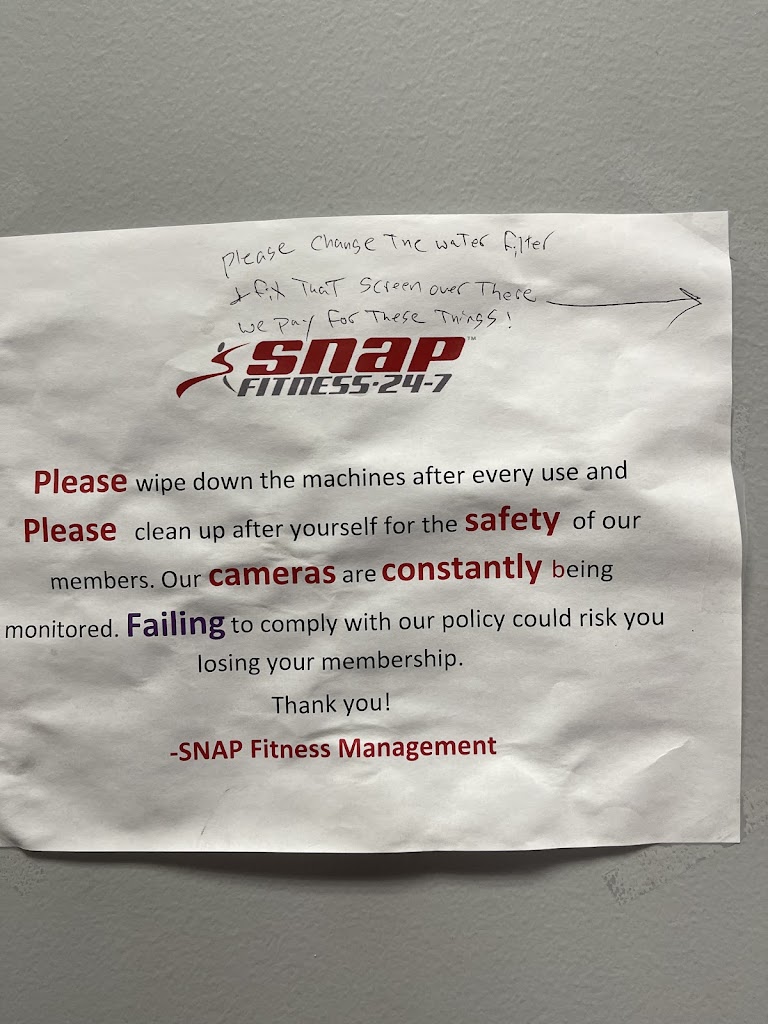 Please change the water filter
& fix that screen over there
we pay for these things!
snap™
FITNESS·24-7
Please wipe down the machines after every use and
Please clean up after yourself for the safety of our
members. Our cameras are constantly being
monitored. Failing to comply with our policy could risk you
losing your membership.
Thank you!
-SNAP Fitness Management